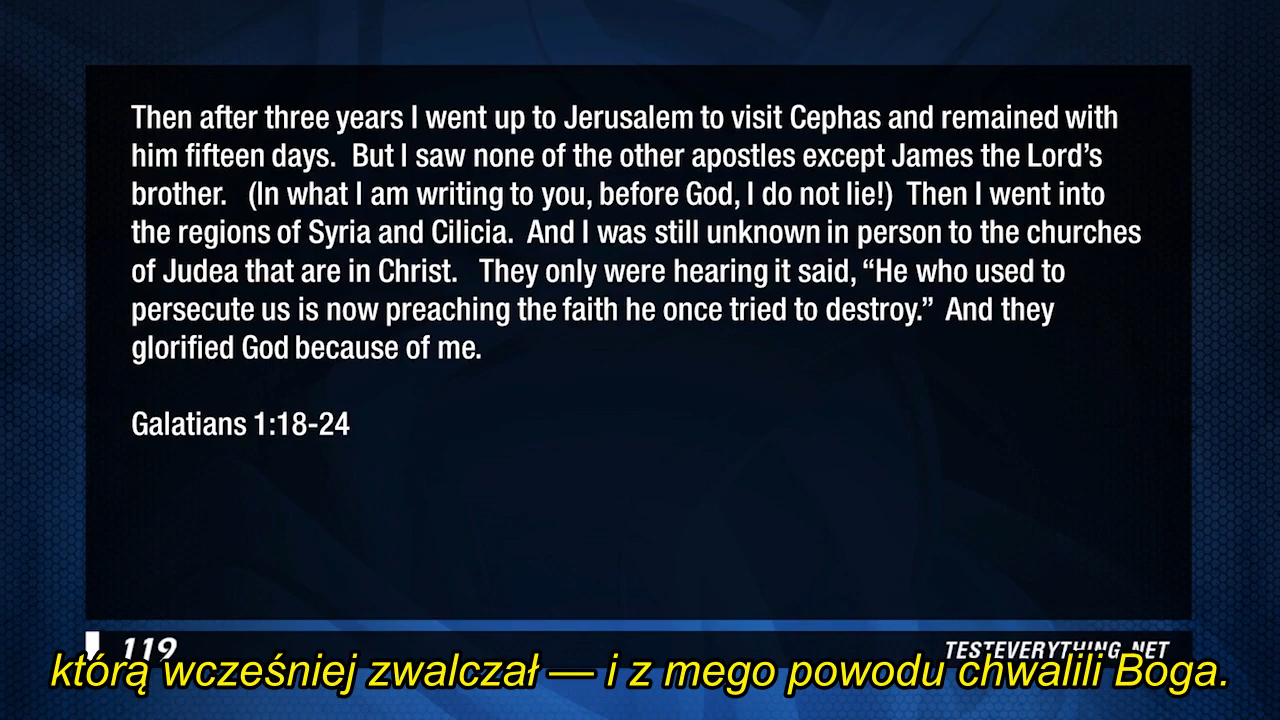 Then after three years I went up to Jerusalem to visit Cephas and remained with
him fifteen days.  But I saw none of the other apostles except James the Lord’s
brother.   (In what I am writing to you, before God, I do not lie!)  Then I went into
the regions of Syria and Cilicia.  And I was still unknown in person to the churches
of Judea that are in Christ.   They only were hearing it said, “He who used to
persecute us is now preaching the faith he once tried to destroy.”  And they
glorified God because of me.
Galatians 1:18-24
119
TESTEVERYTHING.NET
którą wcześniej zwalczał — i z mego powodu chwalili Boga.